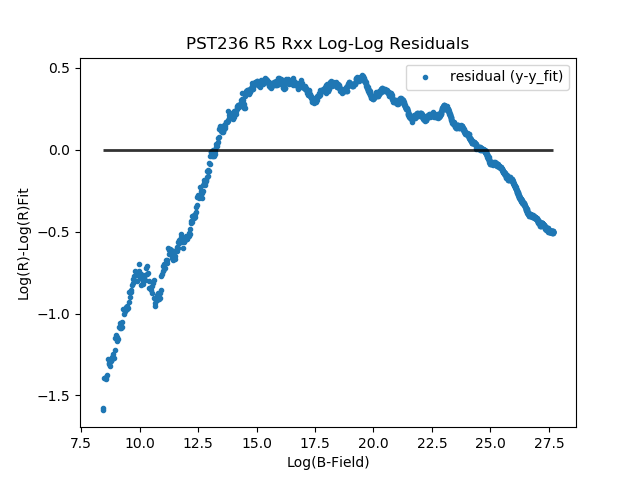 PST236 R5 Rxx Log-Log Residuals
residual (y-y_fit)
0.5
0.0
−0.5
−1.0
−1.5
Log(R)-Log(R)Fit
7.5 10.0 12.5 15.0 17.5 20.0 22.5 25.0 27.5
Log(B-Field)